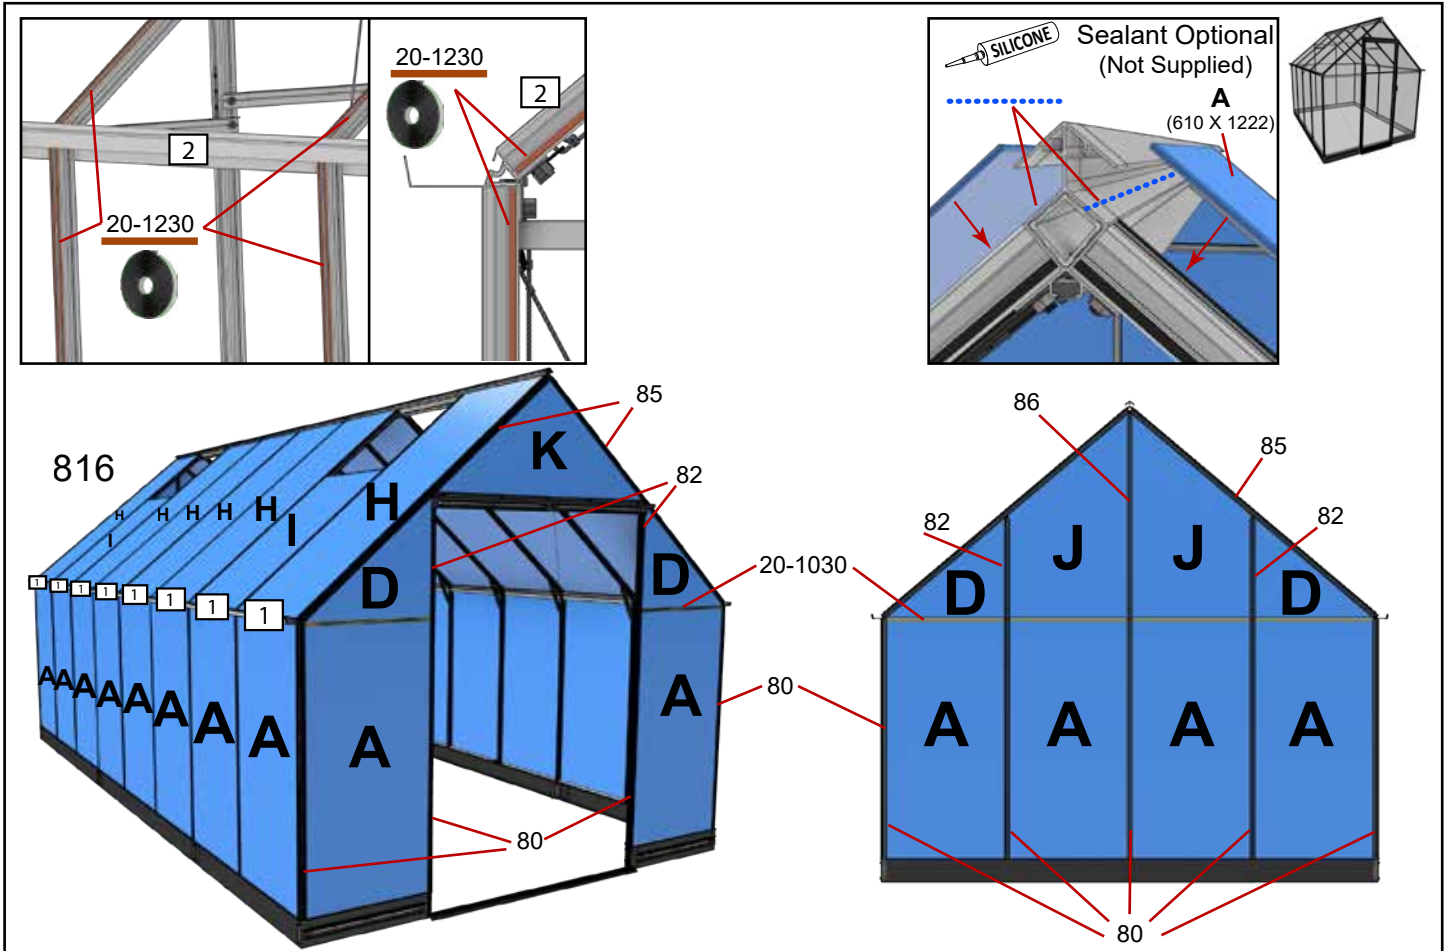 20-1230
2
2
20-1230
SILICONE
Sealant Optional
(Not Supplied)
A
(610 X 1222)
816
85
K
82
H
I
H
H
H
H
H
I
D
D
20-1030
1
1
1
1
1
1
1
1
A
A
A
A
A
A
A
A
A
A
80
80
86
85
82
82
J
J
D
D
A
A
A
A
80